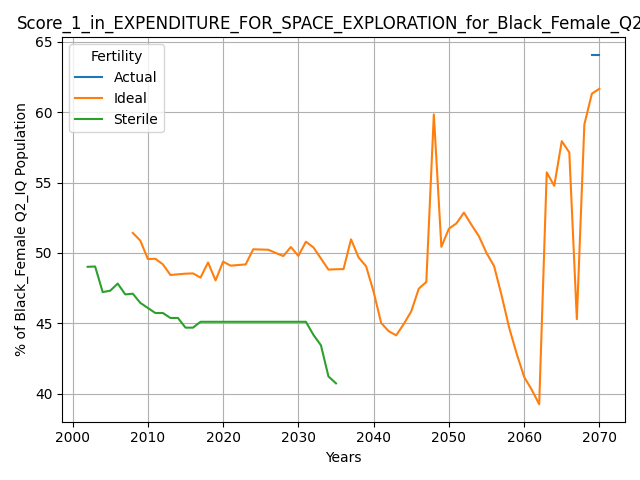 Score_1_in_EXPENDITURE_FOR_SPACE_EXPLORATION_for_Black_Female_Q2
Fertility
Actual
Ideal
Sterile
% of Black_Female Q2_IQ Population
65
60
55
50
45
40
2000 2010 2020 2030 2040 2050 2060 2070
Years